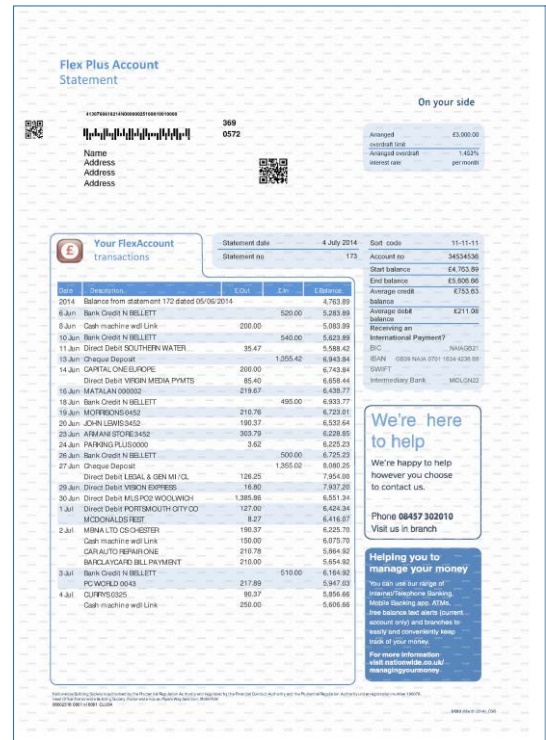 Flex Plus Account
Statement
On your side
369
0572
Name
Address
Address
Address
Arranged overdraft limit £3,000.00
Arranged overdraft interest rate per month
Your FlexAccount
transactions
Statement date 4 July 2014
Statement no 173
Sort code 11-11-11
Account no 34534536
Start balance £4,763.89
End balance £5,606.66
Average credit balance £753.63
Average debit balance £211.08
Receiving an
International Payment?
BIC NAIAGB21
IBAN
SWIFT
Intermediary Bank
Date Description £Out £In £Balance
2014 Balance from statement 172 dated 05/06/2014 4,763.89
6 Jun Bank Credit N BELLETT 520.00 5,283.89
8 Jun Cash machine wdl Link 200.00 5,083.89
10 Jun Bank Credit N BELLETT 540.00 5,623.89
11 Jun Direct Debit SOUTHERN WATER 35.47 5,588.42
13 Jun Cheque Deposit 1,355.42 6,943.84
14 Jun CAPITAL ONE EUROPE 200.00 6,743.84
Direct Debit VIRGIN MEDIA PYMTS 85.40 6,658.44
16 Jun MATALAN 000002 219.67 6,438.77
18 Jun Bank Credit N BELLETT 495.00 6,933.77
19 Jun MORRISONS 0452 210.76 6,723.01
20 Jun JOHN LEWIS 3452 190.37 6,532.64
23 Jun ARMANI STORE 3452 303.79 6,228.85
24 Jun PARKING PLUS 0000 3.62 6,225.23
26 Jun Bank Credit N BELLETT 500.00 6,725.23
27 Jun Cheque Deposit 1,355.02 8,080.25
Direct Debit LEGAL & GEN MI /CL 126.25 7,954.00
29 Jun Direct Debit VISION EXPRESS 16.80 7,937.20
30 Jun Direct Debit MLS PO2 WOOLWICH 1,385.86 6,551.34
1 Jul Direct Debit PORTSMOUTH CITY CO 127.00 6,424.34
MCDONALDS REST 8.27 6,416.07
2 Jul MBNA LTD CS CHESTER 190.37 6,225.70
Cash machine wdl Link 150.00 6,075.70
CAR AUTO REPAIR ONE 210.78 5,864.92
BARCLAYCARD BILL PAYMENT 210.00 5,654.92
3 Jul Bank Credit N BELLETT 510.00 6,164.92
PC WORLD 0043 217.89 5,947.03
4 Jul CURRYS 0325 90.37 5,856.66
Cash machine wdl Link 250.00 5,606.66
We're here
to help
We're happy to help
however you choose
to contact us.
Phone 08457 302010
Visit us in branch
Helping you to
manage your money
You can use our range of
Internet/Telephone Banking,
Mobile Banking app, ATMs,
free balance text alerts (current
account only) and branches to
easily and conveniently keep
track of your money.
For more information
visit nationwide.co.uk/
managingyourmoney